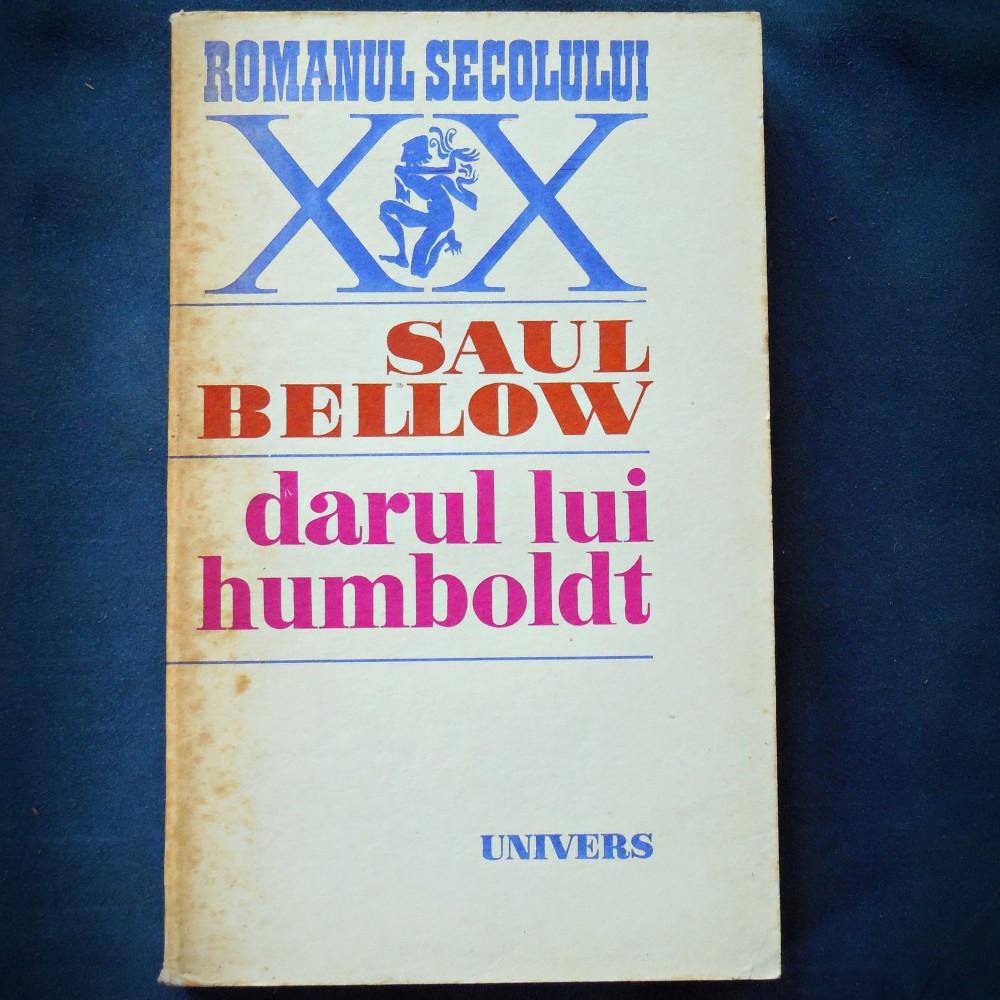 ROMANUL SECOLULUI
XX
SAUL
BELLOW
darul lui
humboldt
UNIVERS